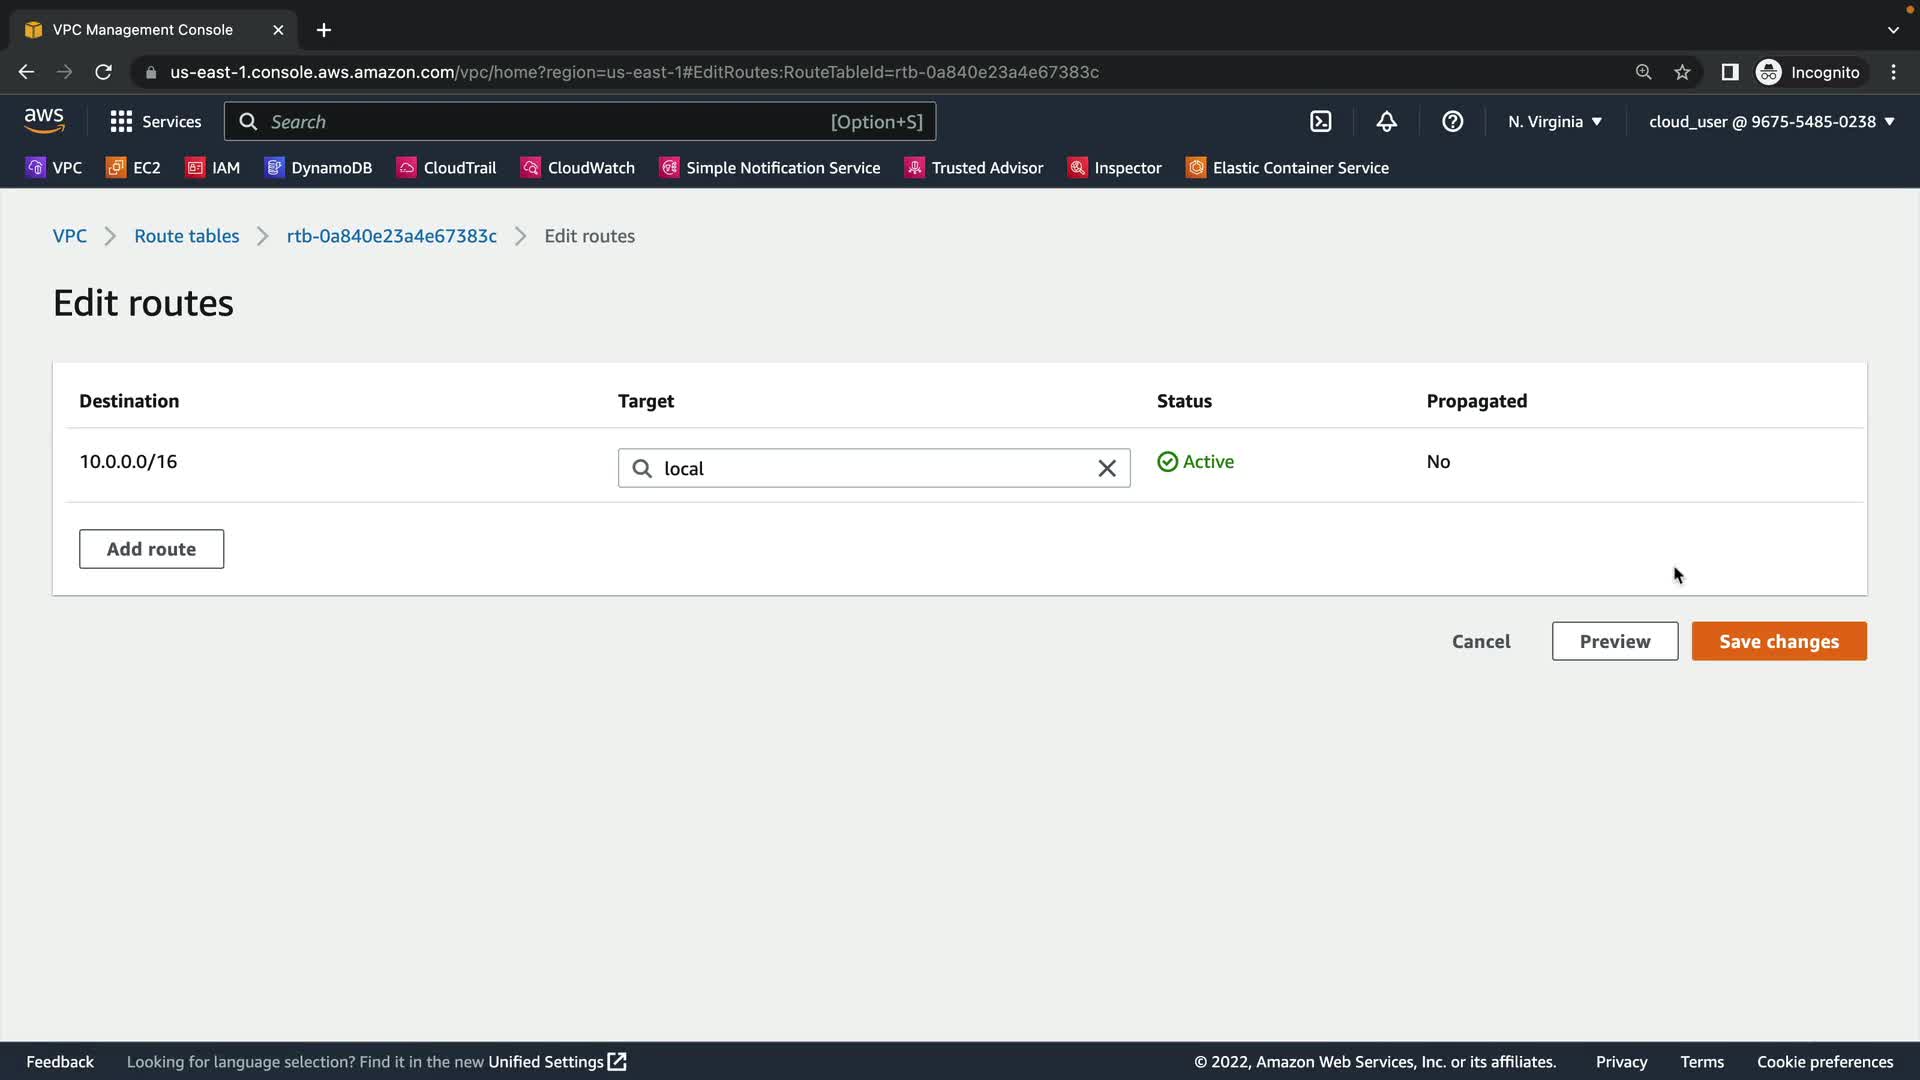 VPC Management Console
us-east-1.console.aws.amazon.com/vpc/home?region=us-east-1#EditRoutes:RouteTableId=rtb-0a840e23a4e67383c
Incognito
aws
Services
Search
[Option+S]
N. Virginia
cloud_user @ 9675-5485-0238
VPC
EC2
IAM
DynamoDB
CloudTrail
CloudWatch
Simple Notification Service
Trusted Advisor
Inspector
Elastic Container Service
VPC
Route tables
rtb-0a840e23a4e67383c
Edit routes
Edit routes
Destination
Target
Status
Propagated
10.0.0.0/16
local
Active
No
Add route
Cancel
Preview
Save changes
Feedback
Looking for language selection? Find it in the new Unified Settings
© 2022, Amazon Web Services, Inc. or its affiliates.
Privacy
Terms
Cookie preferences